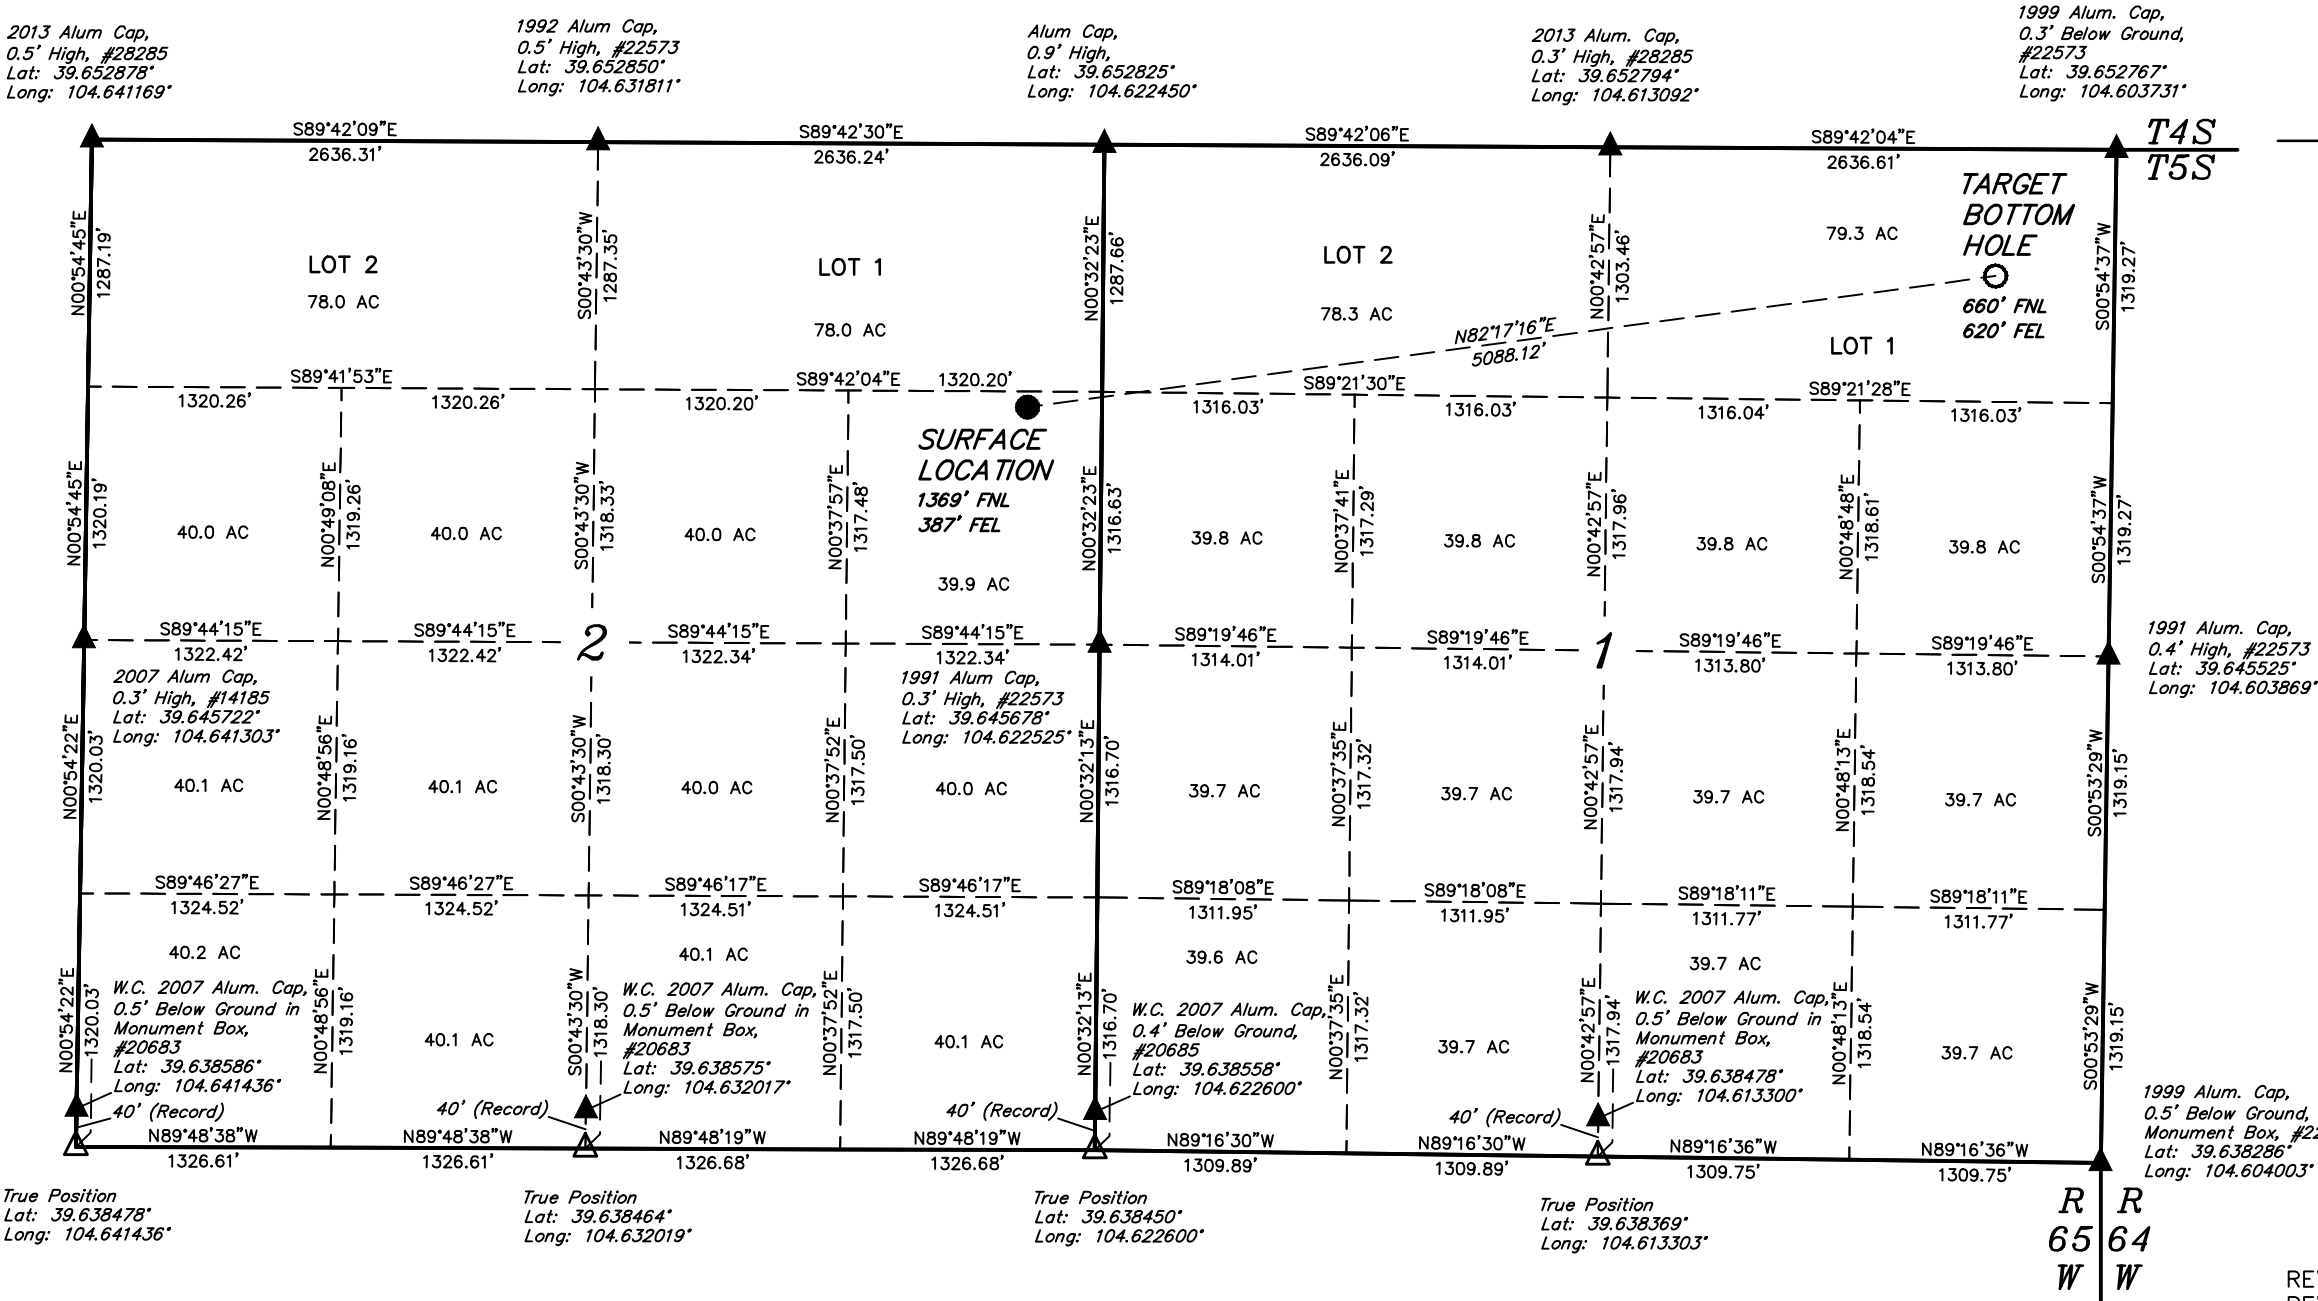 2013 Alum Cap,
0.5' High, #28285
Lat: 39.652878°
Long: 104.641169°
1992 Alum Cap,
0.5' High, #22573
Lat: 39.652850°
Long: 104.631811°
Alum Cap,
0.9' High,
Lat: 39.652825°
Long: 104.622450°
2013 Alum. Cap,
0.3' High, #28285
Lat: 39.652794°
Long: 104.613092°
1999 Alum. Cap,
0.3' Below Ground,
#22573
Lat: 39.652767°
Long: 104.603731°
S89°42'09"E
2636.31'
S89°42'30"E
2636.24'
S89°42'06"E
2636.09'
S89°42'04"E
2636.61'
T4S
T5S
N00°54'45"E
1287.19'
LOT 2
78.0 AC
S00°43'30"W
1287.35'
LOT 1
78.0 AC
N00°32'23"E
1287.66'
LOT 2
78.3 AC
N00°42'57"E
1303.46'
79.3 AC
TARGET
BOTTOM
HOLE
660' FNL
620' FEL
LOT 1
S00°54'37"W
1319.27'
N82°17'16"E
5088.12'
S89°41'53"E
1320.26'
1320.26'
S89°42'04"E
1320.20'
1320.20'
S89°21'30"E
1316.03'
1316.03'
S89°21'28"E
1316.04'
1316.03'
SURFACE
LOCATION
1369' FNL
387' FEL
N00°54'45"E
1320.19'
40.0 AC
N00°49'08"E
1319.26'
40.0 AC
S00°43'30"W
1318.33'
40.0 AC
N00°37'57"E
1317.48'
39.9 AC
N00°32'23"E
1316.63'
39.8 AC
N00°37'41"E
1317.29'
39.8 AC
N00°42'57"E
1317.96'
39.8 AC
N00°48'48"E
1318.61'
39.8 AC
S00°54'37"W
1319.27'
S89°44'15"E
1322.42'
S89°44'15"E
1322.42'
2
S89°44'15"E
1322.34'
S89°44'15"E
1322.34'
S89°19'46"E
1314.01'
S89°19'46"E
1314.01'
1
S89°19'46"E
1313.80'
S89°19'46"E
1313.80'
2007 Alum Cap,
0.3' High, #14185
Lat: 39.645722°
Long: 104.641303°
1991 Alum Cap,
0.3' High, #22573
Lat: 39.645678°
Long: 104.622525°
1991 Alum. Cap,
0.4' High, #22573
Lat: 39.645525°
Long: 104.603869°
N00°54'22"E
1320.03'
40.1 AC
N00°48'56"E
1319.16'
40.1 AC
S00°43'30"W
1318.30'
40.0 AC
N00°37'52"E
1317.50'
40.0 AC
N00°32'13"E
1316.70'
39.7 AC
N00°37'35"E
1317.32'
39.7 AC
N00°42'57"E
1317.94'
39.7 AC
N00°48'13"E
1318.54'
39.7 AC
S00°53'29"W
1319.15'
S89°46'27"E
1324.52'
S89°46'27"E
1324.52'
S89°46'17"E
1324.51'
S89°46'17"E
1324.51'
S89°18'08"E
1311.95'
S89°18'08"E
1311.95'
S89°18'11"E
1311.77'
S89°18'11"E
1311.77'
N00°54'22"E
1320.03'
40.2 AC
W.C. 2007 Alum. Cap,
0.5' Below Ground in
Monument Box,
#20683
Lat: 39.638586°
Long: 104.641436°
40' (Record)
N00°48'56"E
1319.16'
40.1 AC
40' (Record)
S00°43'30"W
1318.30'
40.1 AC
W.C. 2007 Alum. Cap,
0.5' Below Ground in
Monument Box,
#20683
Lat: 39.638575°
Long: 104.632017°
N00°37'52"E
1317.50'
40.1 AC
40' (Record)
N00°32'13"E
1316.70'
39.6 AC
W.C. 2007 Alum. Cap,
0.4' Below Ground,
#20685
Lat: 39.638558°
Long: 104.622600°
N00°37'35"E
1317.32'
39.7 AC
40' (Record)
N00°42'57"E
1317.94'
39.7 AC
W.C. 2007 Alum. Cap,
0.5' Below Ground in
Monument Box,
#20683
Lat: 39.638478°
Long: 104.613300°
N00°48'13"E
1318.54'
39.7 AC
S00°53'29"W
1319.15'
1999 Alum. Cap,
0.5' Below Ground,
Monument Box,
Lat: 39.638286°
Long: 104.604003°
N89°48'38"W
1326.61'
N89°48'38"W
1326.61'
N89°48'19"W
1326.68'
N89°48'19"W
1326.68'
N89°16'30"W
1309.89'
N89°16'30"W
1309.89'
N89°16'36"W
1309.75'
N89°16'36"W
1309.75'
True Position
Lat: 39.638478°
Long: 104.641436°
True Position
Lat: 39.638464°
Long: 104.632019°
True Position
Lat: 39.638450°
Long: 104.622600°
True Position
Lat: 39.638369°
Long: 104.613303°
R R
65 64
W W